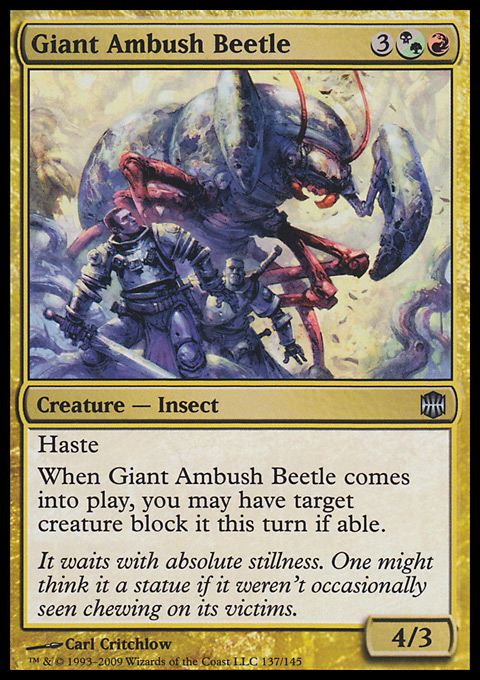 Giant Ambush Beetle 3
Creature — Insect
Haste
When Giant Ambush Beetle comes
into play, you may have target
creature block it this turn if able.
It waits with absolute stillness. One might
think it a statue if it weren't occasionally
seen chewing on its victims.
Carl Critchlow
4/3
™ & © 1993–2009 Wizards of the Coast LLC 137/145